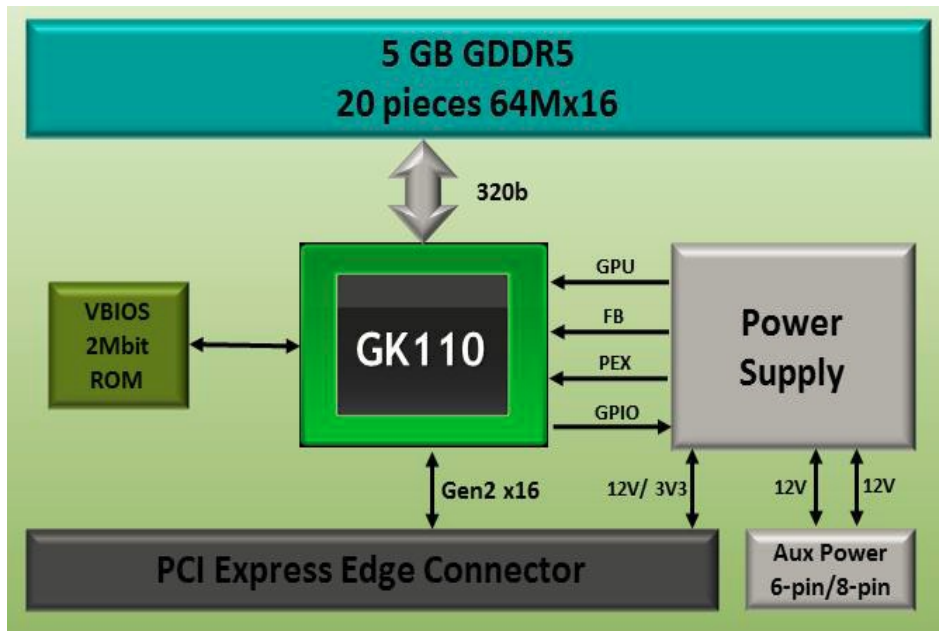 5 GB GDDR5
20 pieces 64Mx16
320b
GPU
VBIOS
2Mbit
ROM
GK110
FB
PEX
GPIO
Power
Supply
Gen2 x16
12V/ 3V3
12V
12V
PCI Express Edge Connector
Aux Power
6-pin/8-pin